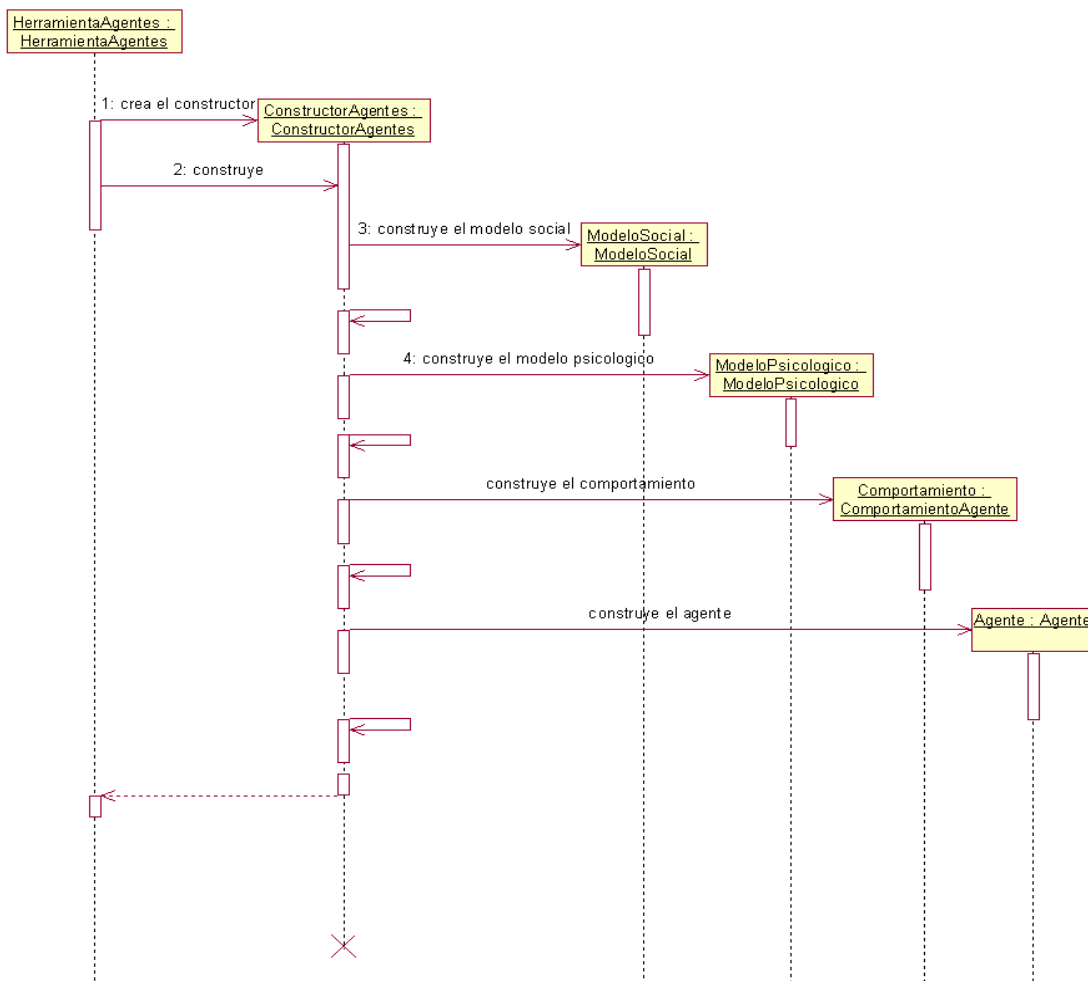 HerramientaAgentes :
HerramientaAgentes
1: crea el constructor
ConstructorAgentes :
ConstructorAgentes
2: construye
3: construye el modelo social
ModeloSocial :
ModeloSocial
4: construye el modelo psicologico
ModeloPsicologico :
ModeloPsicologico
construye el comportamiento
Comportamiento :
ComportamientoAgente
construye el agente
Agente : Agente